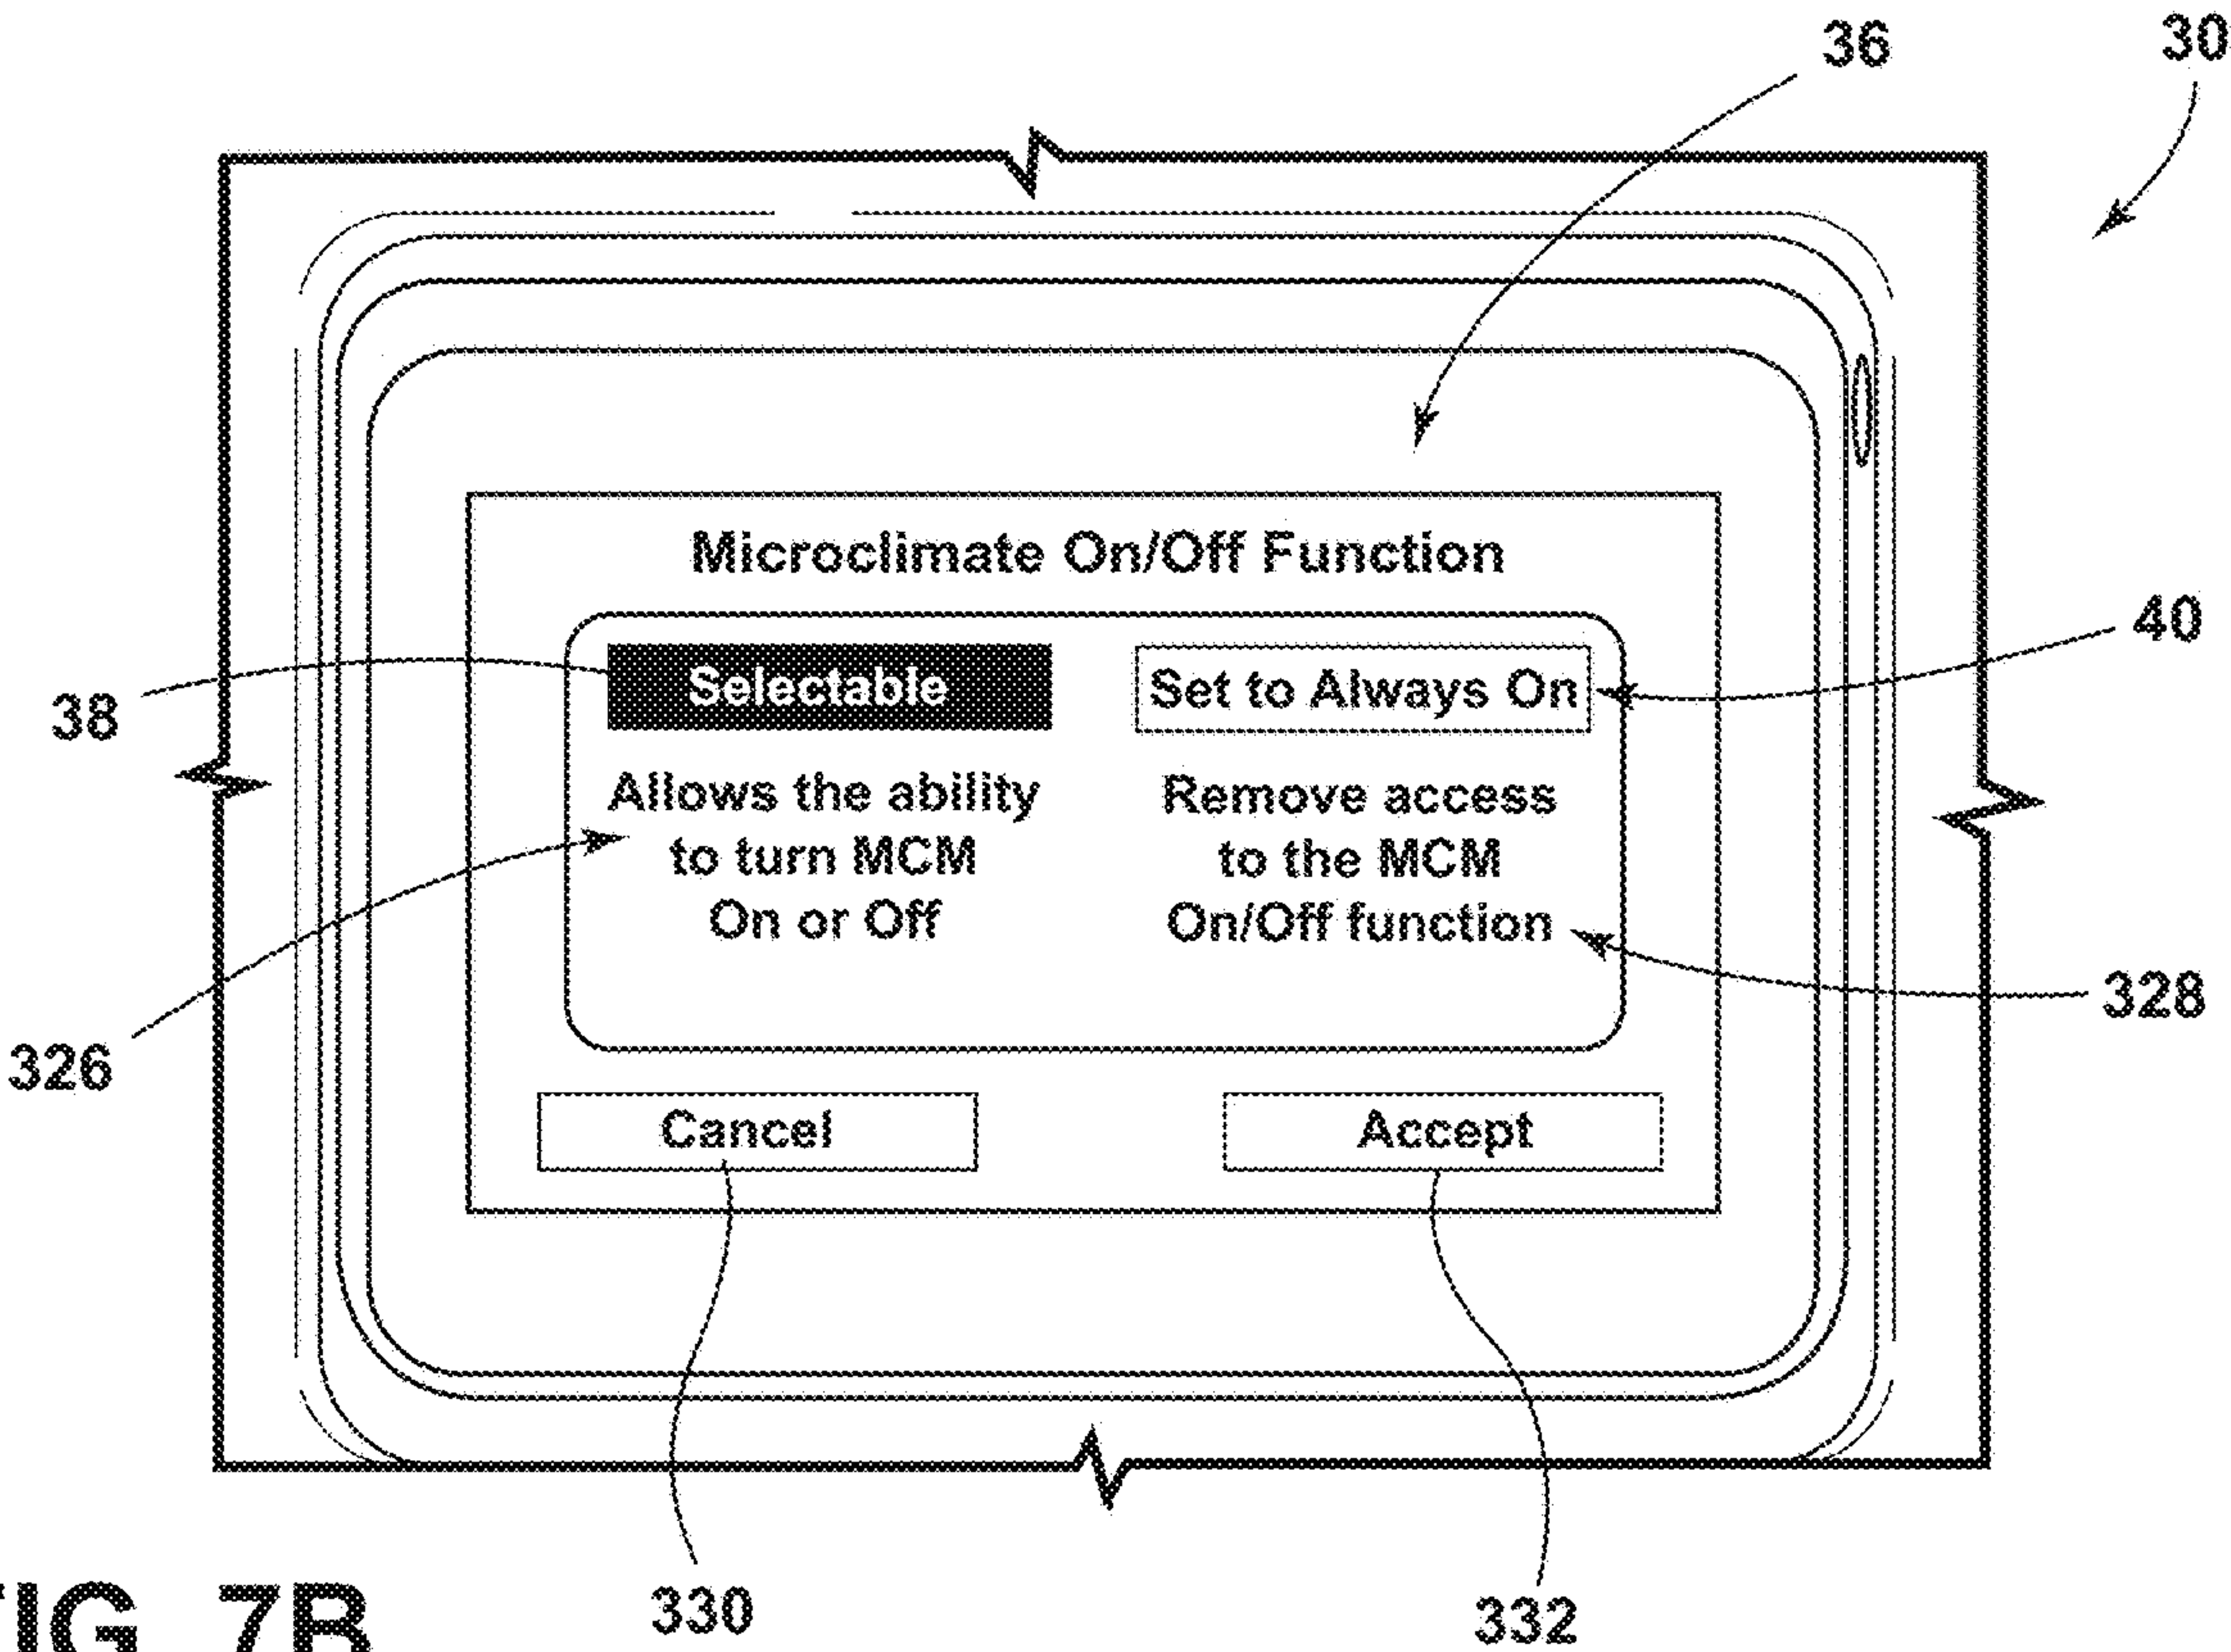 36
30
Microclimate On/Off Function
40
Selectable
Set to Always On
38
Allows the ability
to turn MCM
On or Off
Remove access
to the MCM
On/Off function
328
326
Cancel
Accept
330
332
7B